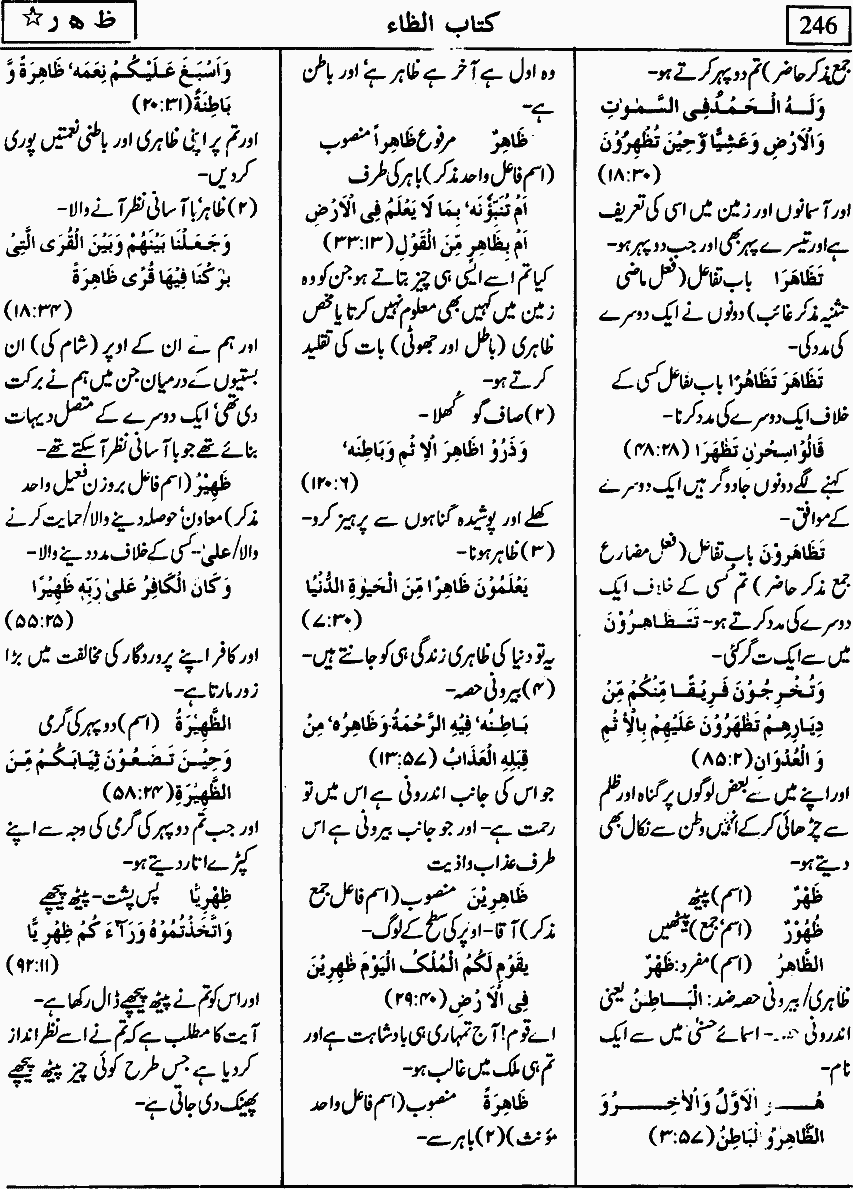 246
کتاب الظاء
ظ ھ ر ☆
جمع مذکر حاضر) تم دوپہر کرتے ہو-
وَلَهُ الْحَمْدُفِی السَّمٰوٰتِ
وَالْاَرْضِ وَعَشِیًّا وَّحِیْنَ تُظْهِرُوْنَ
(۱۸:۳۰)
اور آسمانوں اور زمین میں اسی کی تعریف
ہے اور تیسرے پہر بھی اور جب دوپہر ہو-
تَظَاهَرَا باب تفاعل (فعل ماضی
تثنیہ مذکر غائب) دونوں نے ایک دوسرے
کی مدد کی-
تَظَاهَرَ تَظَاهُرًا باب تفاعل کسی کے
خلاف ایک دوسرے کی مدد کرنا-
قَالُوْاسِحْرٰنِ تَظٰهَرَا (۴۸:۲۸)
کہنے لگے دونوں جادوگر ہیں ایک دوسرے
کے موافق-
تَظَاهَرُوْنَ باب تفاعل (فعل مضارع
جمع مذکر حاضر) تم کسی کے خلاف ایک
دوسرے کی مدد کرتے ہو- تَتَظَاهَرُوْنَ
میں سے ایک ت گر گئی-
وَتُخْرِجُوْنَ فَرِیْقًا مِّنْكُمْ مِّنْ
دِیَارِهِمْ تَظٰهَرُوْنَ عَلَیْهِمْ بِالْاِثْمِ
وَالْعُدْوَانِ (۸۵:۲)
اور اپنے میں سے بعض لوگوں پر گناہ اور ظلم
سے چڑھائی کر کے انہیں وطن سے نکال بھی
دیتے ہو-
ظَهْرٌ (اسم) پیٹھ
ظُهُوْرٌ (اسم جمع) پیٹھیں
الظَّاهِرُ (اسم) مفرد: ظَهْرٌ
ظاہری/بیرونی حصہ ضد: الْبَاطِنُ یعنی
اندرونی - اسمائے حسنیٰ میں سے ایک
نام-
هُوَ الْاَوَّلُ وَالْاٰخِرُ وَ
الظَّاهِرُ وَالْبَاطِنُ (۳:۵۷)
وہ اول ہے آخر ہے ظاہر ہے' اور باطن
ہے-
ظَاهِرٌ مرفوع ظَاهِراً منصوب
(اسم فاعل واحد مذکر) باہر کی طرف
اَمْ تُنَبِّؤُنَهٗ بِمَا لَا یَعْلَمُ فِی الْاَرْضِ
اَمْ بِظَاهِرٍ مِّنَ الْقَوْلِ (۳۳:۱۳)
کیا تم اسے ایسی ہی چیز بتاتے ہو جن کو وہ
زمین میں کہیں بھی معلوم نہیں کرتا یا محض
ظاہری (باطل اور جھوٹی) بات کی تقلید
کرتے ہو-
(۲) صاف گو کُھلا-
وَذَرُوْا ظَاهِرَ الْاِثْمِ وَبَاطِنَهٗ
(۱۲۰:۶)
کھلے اور پوشیدہ گناہوں سے پرہیز کرو-
(۳) ظاہر ہونا-
یَعْلَمُوْنَ ظَاهِرًا مِّنَ الْحَیٰوةِ الدُّنْیَا
(۷:۳۰)
یہ تو دنیا کی ظاہری زندگی ہی کو جانتے ہیں-
(۴) بیرونی حصہ-
بَاطِنُهٗ فِیْهِ الرَّحْمَةُ وَظَاهِرُهٗ مِنْ
قِبَلِهِ الْعَذَابُ (۱۳:۵۷)
جو اس کی جانب اندرونی ہے اس میں تو
رحمت ہے- اور جو جانب بیرونی ہے اس
طرف عذاب و اذیت
ظَاهِرِیْنَ منصوب (اسم فاعل جمع
مذکر) آقا- اوپر کی سطح کے لوگ-
یٰقَوْمِ لَكُمُ الْمُلْكُ الْیَوْمَ ظٰهِرِیْنَ
فِی الْاَرْضِ (۲۹:۴۰)
اے قوم! آج تمہاری ہی بادشاہت ہے اور
تم ہی ملک میں غالب ہو-
ظَاهِرَةً منصوب (اسم فاعل واحد
مؤنث) (۲) باہر سے-
وَاَسْبَغَ عَلَیْكُمْ نِعَمَهٗ ظَاهِرَةً وَّ
بَاطِنَةً (۲۰:۳۱)
اور تم پر اپنی ظاہری اور باطنی نعمتیں پوری
کر دیں-
(۲) ظاہر' باآسانی نظر آنے والا-
وَجَعَلْنَا بَیْنَهُمْ وَبَیْنَ الْقُرَی الَّتِیْ
بٰرَكْنَا فِیْهَا قُرًی ظَاهِرَةً
(۱۸:۳۴)
اور ہم نے ان کے اوپر (شام کی) ان
بستیوں کے درمیان جن میں ہم نے برکت
دی تھی' ایک دوسرے کے متصل دیہات
بنائے تھے جو باآسانی نظر آ سکتے تھے-
ظَهِیْرٌ (اسم فاعل بروزن فعیل واحد
مذکر) معاون' حوصلہ دینے والا/حمایت کرنے
والا/علیٰ- کسی کے خلاف مدد دینے والا-
وَكَانَ الْكَافِرُ عَلٰی رَبِّهٖ ظَهِیْرًا
(۵۵:۲۵)
اور کافر اپنے پروردگار کی مخالفت میں بڑا
زور مارتا ہے-
الظَّهِیْرَةُ (اسم) دوپہر کی گرمی
وَحِیْنَ تَضَعُوْنَ ثِیَابَكُمْ مِّنَ
الظَّهِیْرَةِ (۵۸:۲۴)
اور جب تم دوپہر کی گرمی کی وجہ سے اپنے
کپڑے اتار دیتے ہو-
ظِهْرِیًّا پس پشت- پیٹھ پیچھے
وَاتَّخَذْتُمُوْهُ وَرَآءَ كُمْ ظِهْرِیًّا
(۹۲:۱۱)
اور اس کو تم نے پیٹھ پیچھے ڈال رکھا ہے-
آیت کا مطلب ہے کہ تم نے اسے نظر انداز
کر دیا ہے جس طرح کوئی چیز پیٹھ پیچھے
پھینک دی جاتی ہے-